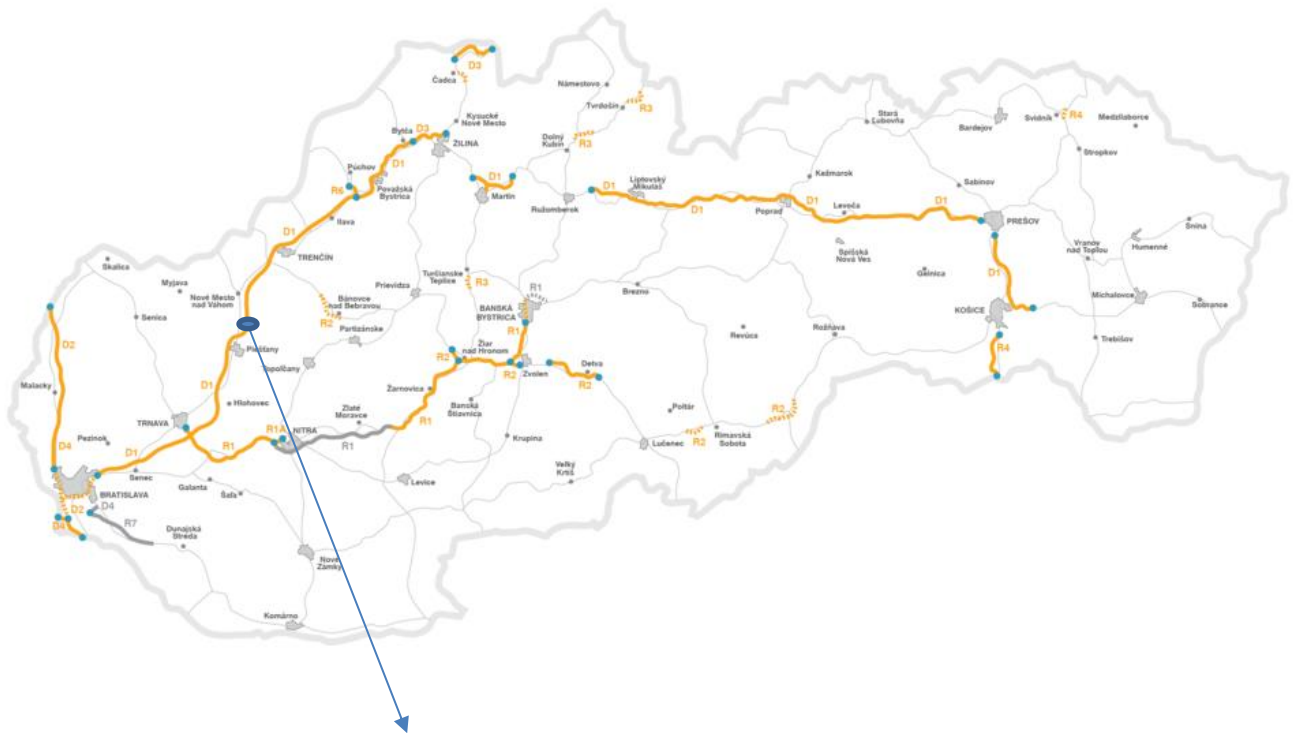 D3
Čadca
Námestovo
Tvrdošín
R3
Kysucké
Nové Mesto
Bytča
D3
ŽILINA
Dolný
Kubín
R3
Stará
Ľubovňa
Bardejov
Svidník
R4
Medzilaborce
Stropkov
Púchov
R6
D1
Považská
Bystrica
D1
Martin
Ružomberok
D1
Liptovský
Mikuláš
D1
Kežmarok
Poprad
D1
Levoča
Sabinov
D1
PREŠOV
Ilava
D1
TRENČÍN
Spišská
Nová Ves
Gelnica
D1
Vranov
nad Topľou
Humenné
Snina
Skalica
Myjava
Nové Mesto
nad Váhom
Senica
Turčianske
Teplice
R3
Prievidza
Bánovce
nad Bebravou
R2
Partizánske
R1
BANSKÁ
BYSTRICA
R1
Brezno
KOŠICE
Michalovce
Sobrance
Trebišov
R4
D2
Piešťany
Topoľčany
Žiar
nad Hronom
R2
R2
Zvolen
Detva
R2
Revúca
Rožňava
Malacky
D1
Hlohovec
Žarnovica
Banská
Štiavnica
Zlaté
Moravce
R1
Poltár
R2
TRNAVA
R1A
NITRA
R1
R1
Krupina
Lučenec
R2
Rimavská
Sobota
Pezinok
D4
D1
Senec
Galanta
Šaľa
Levice
Veľký
Krtíš
BRATISLAVA
D2
D4
D4
R7
Dunajská
Streda
Nové
Zámky
Komárno